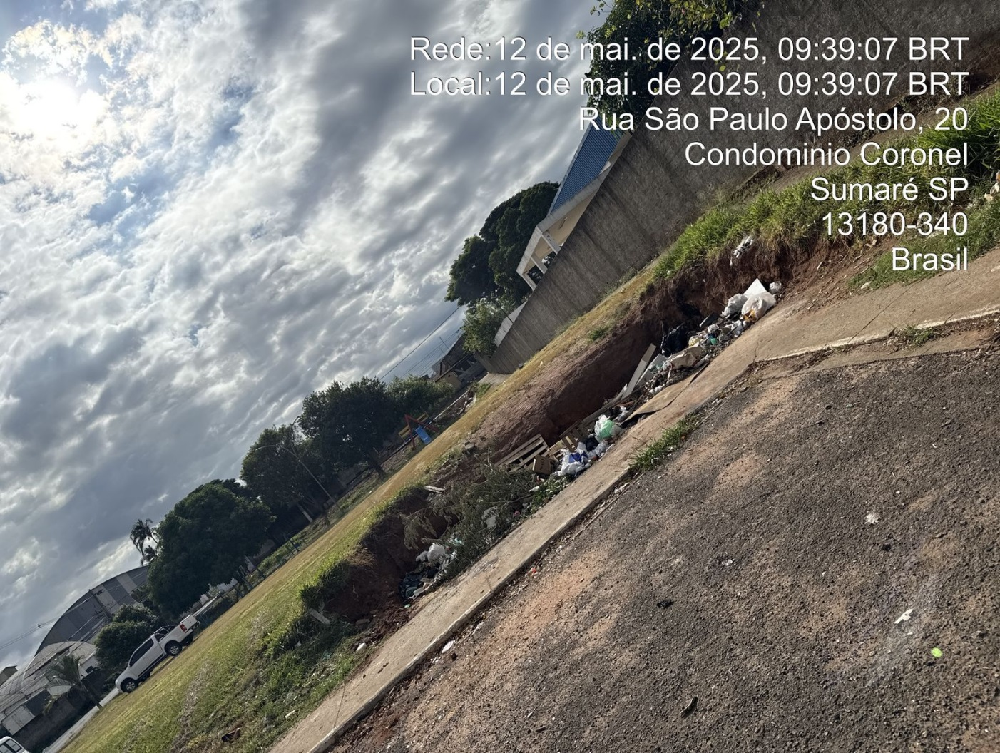 Rede:12 de mai. de 2025, 09:39:07 BRT
Local:12 de mai. de 2025, 09:39:07 BRT
Rua São Paulo Apóstolo, 20
Condominio Coronel
Sumaré SP
13180-340
Brasil